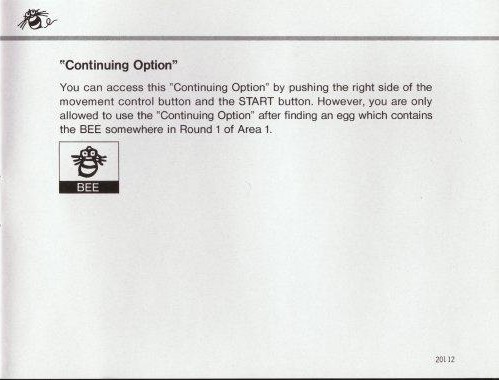 "Continuing Option"
You can access this "Continuing Option" by pushing the right side of the
movement control button and the START button. However, you are only
allowed to use the "Continuing Option" after finding an egg which contains
the BEE somewhere in Round 1 of Area 1.
BEE
20112